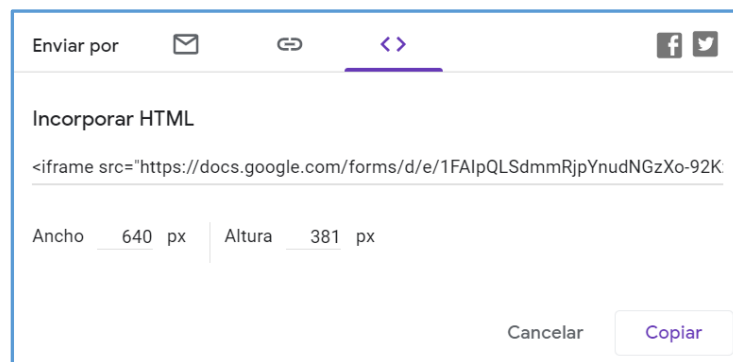 Enviar por
Incorporar HTML
<iframe src="https://docs.google.com/forms/d/e/1FAIpQLSdmmRjpYnudNGzXo-92K
Ancho 640 px Altura 381 px
Cancelar Copiar